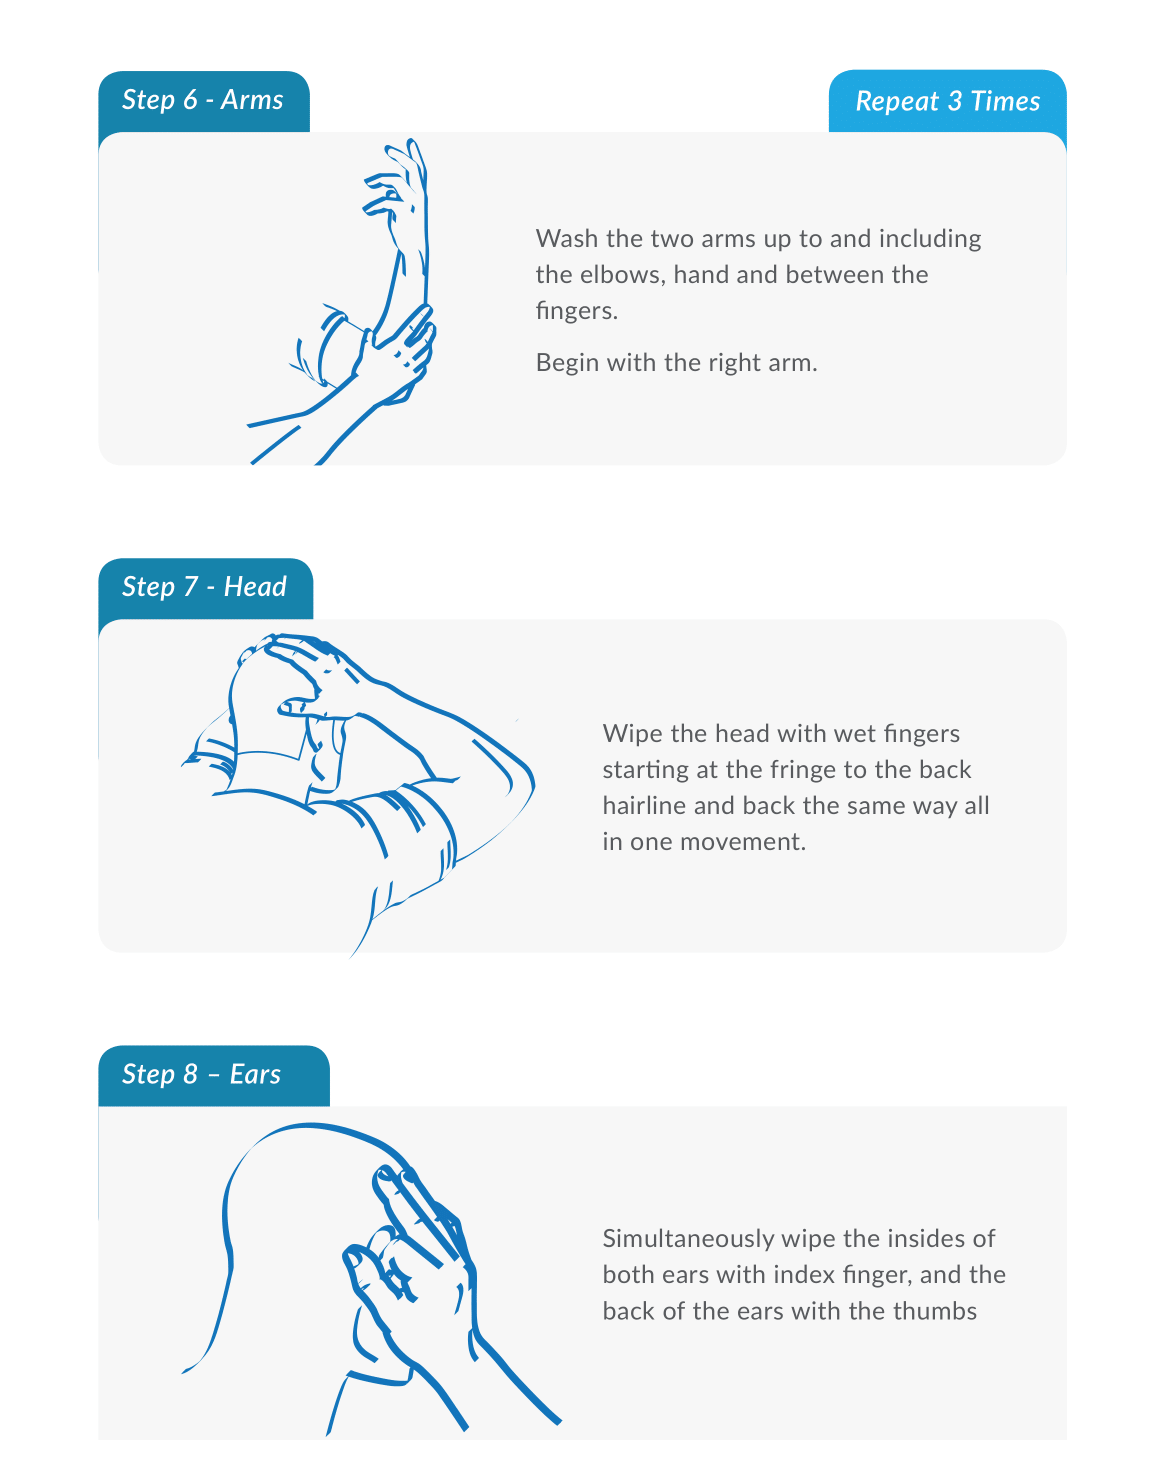 Step 6 - Arms
Repeat 3 Times
Wash the two arms up to and including
the elbows, hand and between the
fingers.
Begin with the right arm.
Step 7 - Head
Wipe the head with wet fingers
starting at the fringe to the back
hairline and back the same way all
in one movement.
Step 8 – Ears
Simultaneously wipe the insides of
both ears with index finger, and the
back of the ears with the thumbs